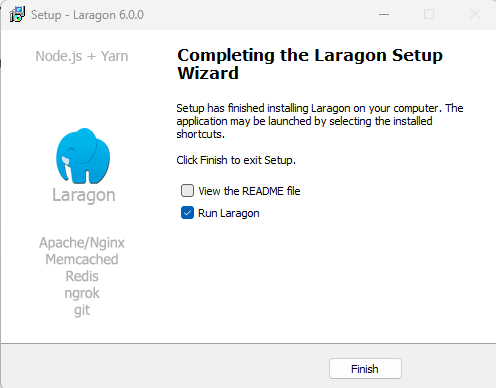 Setup - Laragon 6.0.0
Node.js + Yarn
Laragon
Apache/Nginx
Memcached
Redis
ngrok
git
Completing the Laragon Setup
Wizard
Setup has finished installing Laragon on your computer. The
application may be launched by selecting the installed
shortcuts.
Click Finish to exit Setup.
View the README file
Run Laragon
Finish